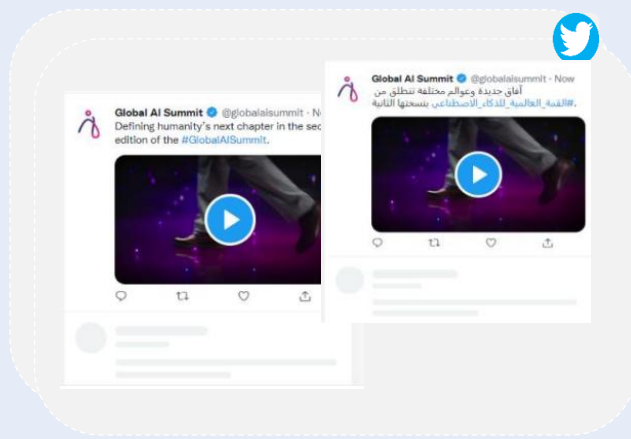 Global AI Summit @globalaisummit · Now
آفاق جديدة وعوالم مختلفة تنطلق من
#القمة_العالمية_للذكاء_الاصطناعي بنسختها الثانية.
Global AI Summit @globalaisummit · N
Defining humanity's next chapter in the sec
edition of the #GlobalAISummit.